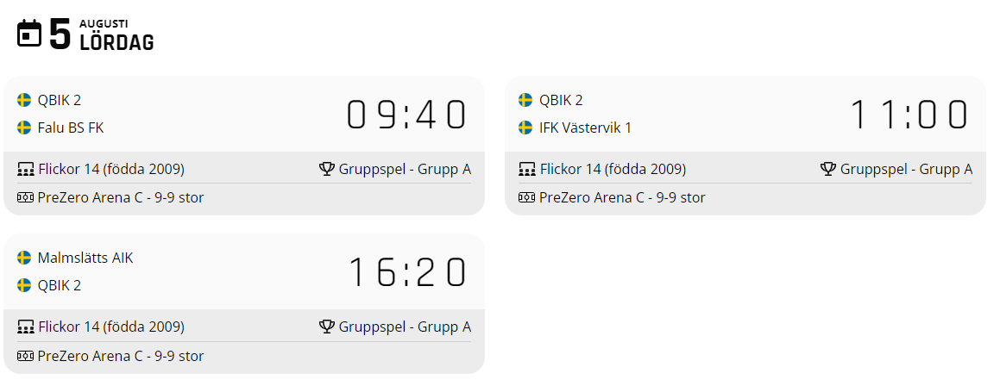 5 AUGUSTI
LÖRDAG
QBIK 2
Falu BS FK
09:40
Flickor 14 (födda 2009)
Gruppspel - Grupp A
PreZero Arena C - 9-9 stor
QBIK 2
IFK Västervik 1
11:00
Flickor 14 (födda 2009)
Gruppspel - Grupp A
PreZero Arena C - 9-9 stor
Malmslätts AIK
QBIK 2
16:20
Flickor 14 (födda 2009)
Gruppspel - Grupp A
PreZero Arena C - 9-9 stor